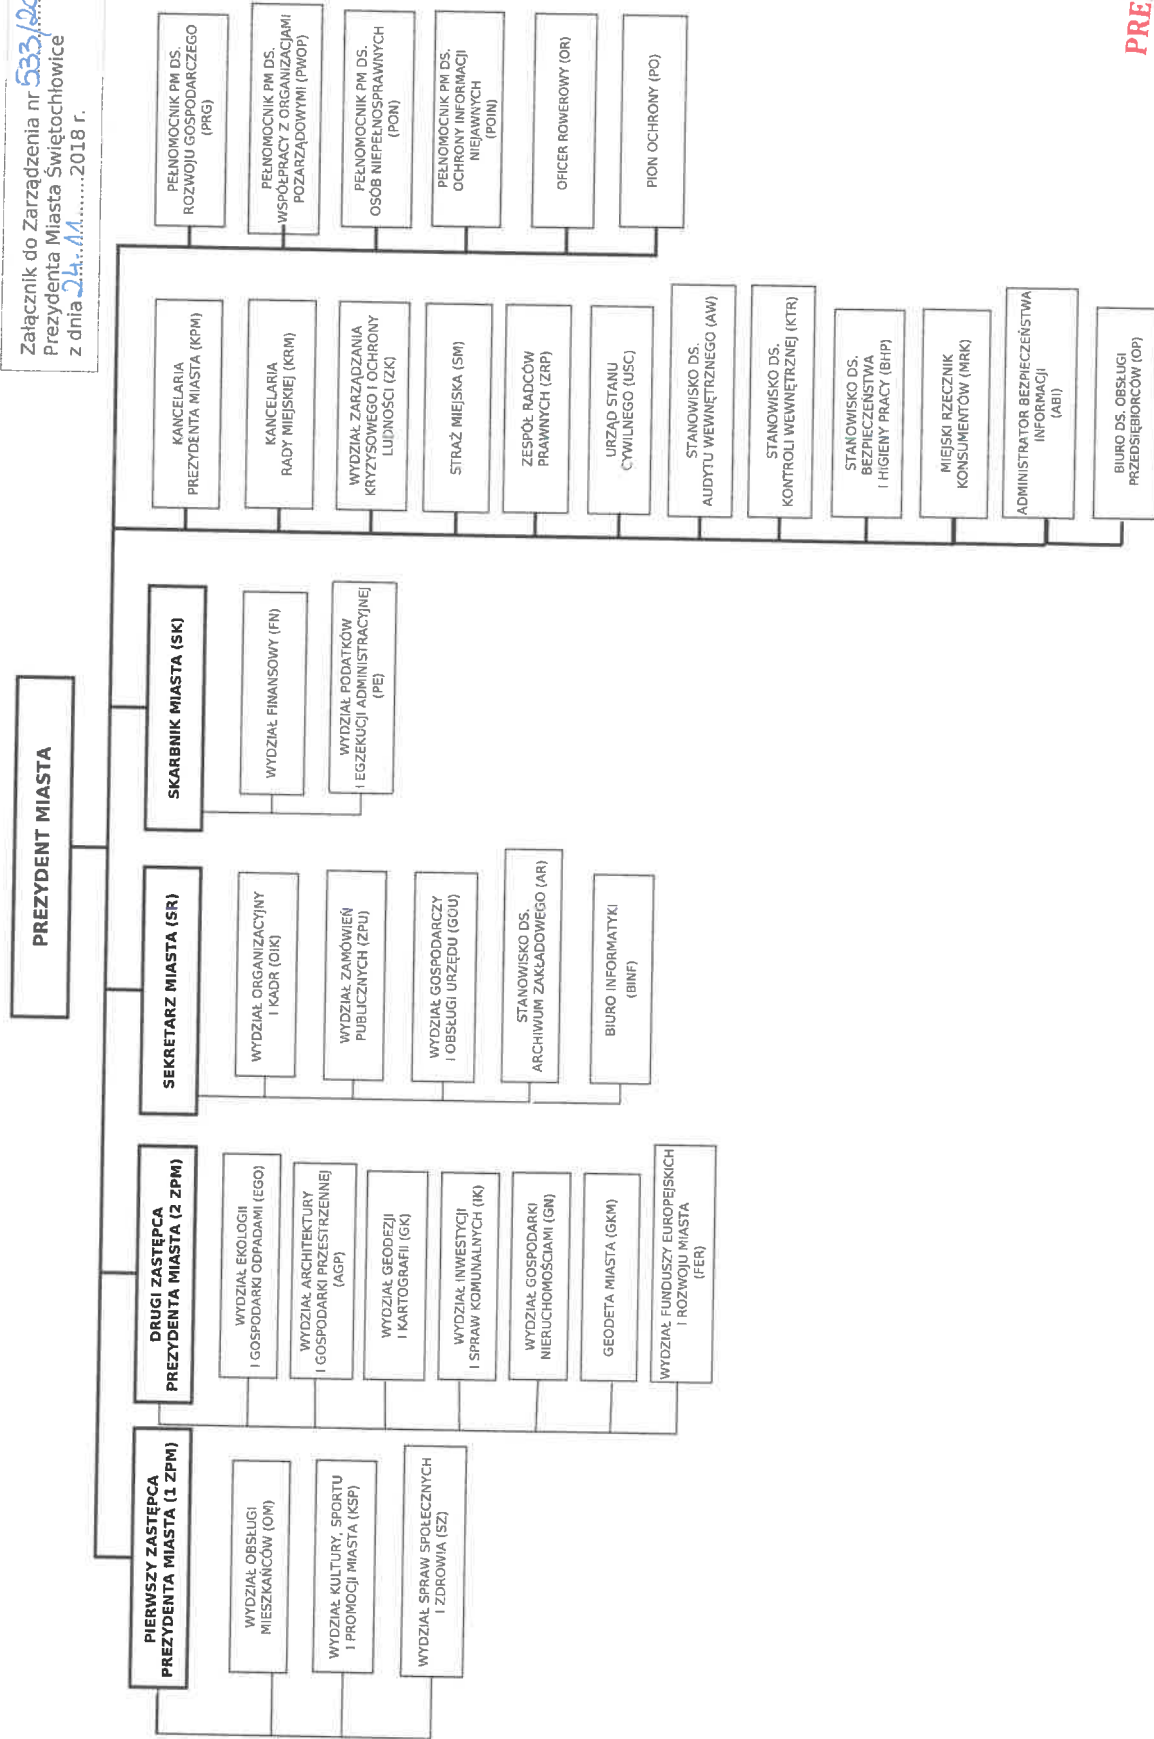 Załącznik do Zarządzenia nr 533/20
Prezydenta Miasta Świętochłowice
z dnia 24.11.......2018 r.
PREZYDENT MIASTA
PIERWSZY ZASTĘPCA
PREZYDENTA MIASTA (1 ZPM)
WYDZIAŁ OBSŁUGI
MIESZKAŃCÓW (OM)
WYDZIAŁ KULTURY, SPORTU
I PROMOCJI MIASTA (KSP)
WYDZIAŁ SPRAW SPOŁECZNYCH
I ZDROWIA (SZ)
DRUGI ZASTĘPCA
PREZYDENTA MIASTA (2 ZPM)
WYDZIAŁ EKOLOGII
I GOSPODARKI ODPADAMI (EGO)
WYDZIAŁ ARCHITEKTURY
I GOSPODARKI PRZESTRZENNEJ
(AGP)
WYDZIAŁ GEODEZJI
I KARTOGRAFII (GK)
WYDZIAŁ INWESTYCJI
I SPRAW KOMUNALNYCH (IK)
WYDZIAŁ GOSPODARKI
NIERUCHOMOŚCIAMI (GN)
GEODETA MIASTA (GKM)
WYDZIAŁ FUNDUSZY EUROPEJSKICH
I ROZWOJU MIASTA
(FER)
SEKRETARZ MIASTA (SR)
WYDZIAŁ ORGANIZACYJNY
I KADR (OIK)
WYDZIAŁ ZAMÓWIEŃ
PUBLICZNYCH (ZPU)
WYDZIAŁ GOSPODARCZY
I OBSŁUGI URZĘDU (GOU)
STANOWISKO DS.
ARCHIWUM ZAKŁADOWEGO (AR)
BIURO INFORMATYKI
(BINF)
SKARBNIK MIASTA (SK)
WYDZIAŁ FINANSOWY (FN)
WYDZIAŁ PODATKÓW
I EGZEKUCJI ADMINISTRACYJNEJ
(PE)
KANCELARIA
PREZYDENTA MIASTA (KPM)
KANCELARIA
RADY MIEJSKIEJ (KRM)
WYDZIAŁ ZARZĄDZANIA
KRYZYSOWEGO I OCHRONY
LUDNOŚCI (ZK)
STRAŻ MIEJSKA (SM)
ZESPÓŁ RADCÓW
PRAWNYCH (ZRP)
URZĄD STANU
CYWILNEGO (USC)
STANOWISKO DS.
AUDYTU WEWNĘTRZNEGO (AW)
STANOWISKO DS.
KONTROLI WEWNĘTRZNEJ (KTR)
STANOWISKO DS.
BEZPIECZEŃSTWA
I HIGIENY PRACY (BHP)
MIEJSKI RZECZNIK
KONSUMENTÓW (MRK)
ADMINISTRATOR BEZPIECZEŃSTWA
INFORMACJI
(ABI)
BIURO DS. OBSŁUGI
PRZEDSIĘBIORCÓW (OP)
PEŁNOMOCNIK PM DS.
ROZWOJU GOSPODARCZEGO
(PRG)
PEŁNOMOCNIK PM DS.
WSPÓŁPRACY Z ORGANIZACJAMI
POZARZĄDOWYMI (PWOP)
PEŁNOMOCNIK PM DS.
OSÓB NIEPEŁNOSPRAWNYCH
(PON)
PEŁNOMOCNIK PM DS.
OCHRONY INFORMACJI
NIEJAWNYCH
(POIN)
OFICER ROWEROWY (OR)
PION OCHRONY (PO)
PRE